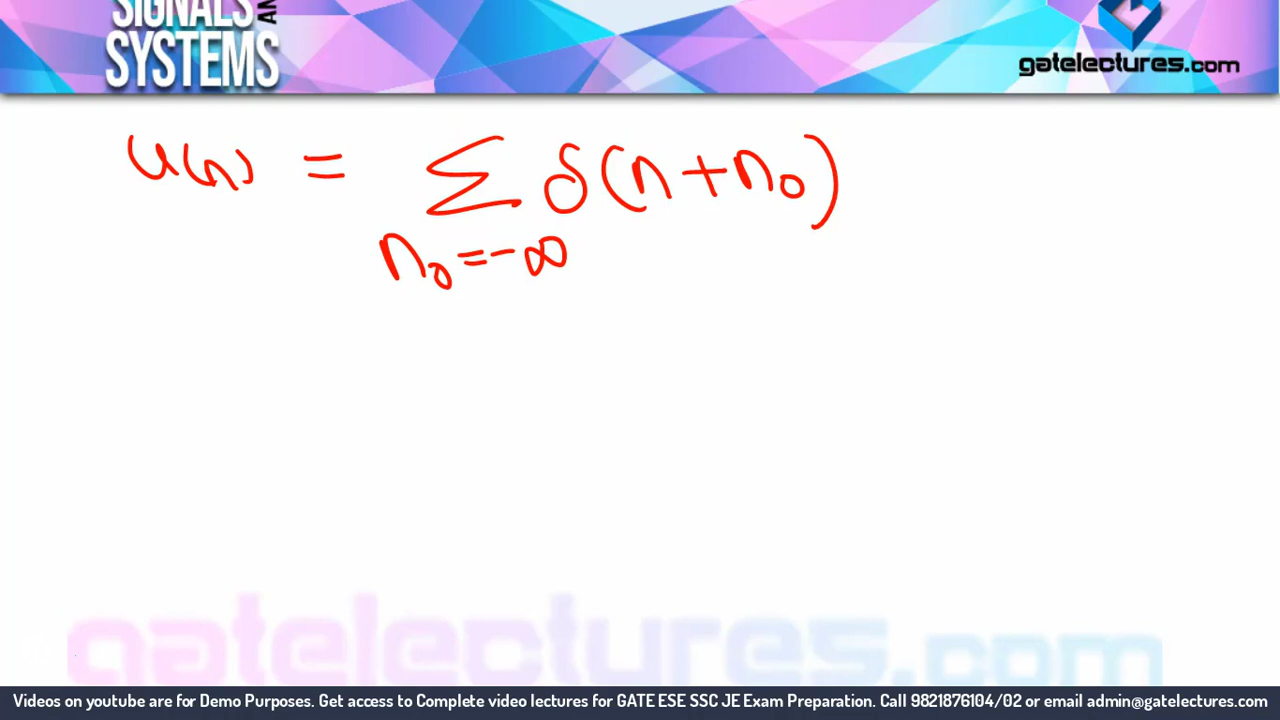 SIGNALS AND
SYSTEMS
gatelectures.com
u(n) = Σ δ(n+n₀)
n₀=-∞
gatelectures.com
Videos on youtube are for Demo Purposes. Get access to Complete video lectures for GATE ESE SSC JE Exam Preparation. Call 9821876104/02 or email admin@gatelectures.com